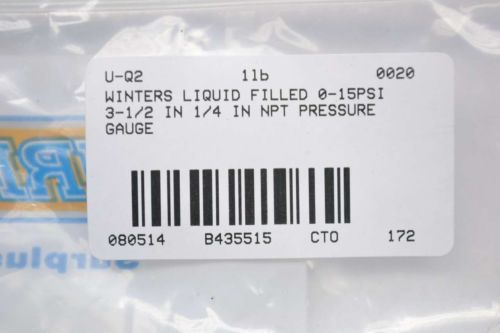 U-Q2 1lb 0020
WINTERS LIQUID FILLED 0-15PSI
3-1/2 IN 1/4 IN NPT PRESSURE
GAUGE
080514 B435515 CTO 172